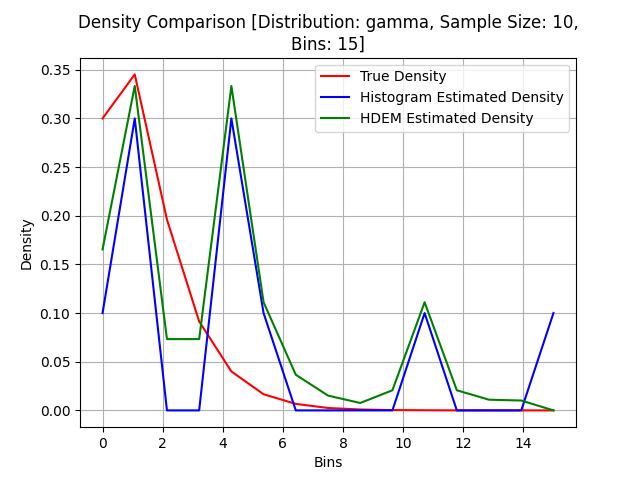 Density Comparison [Distribution: gamma, Sample Size: 10,
Bins: 15]
True Density
Histogram Estimated Density
HDEM Estimated Density
Density
0.35
0.30
0.25
0.20
0.15
0.10
0.05
0.00
0 2 4 6 8 10 12 14
Bins